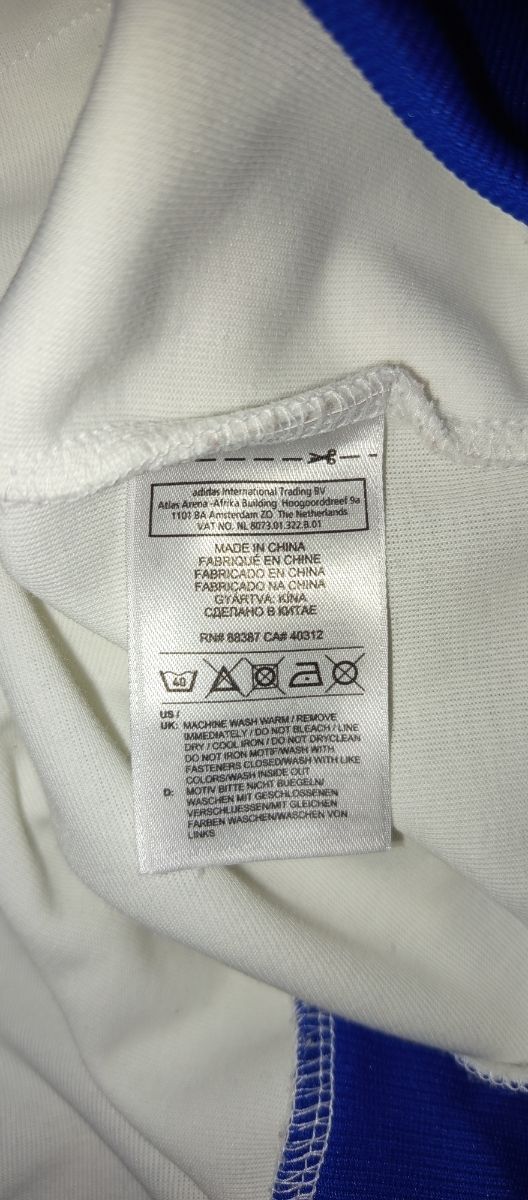 adidas International Trading BV
Atlas Arena -Afrika Building Hoogoorddreef 9a
1101 BA Amsterdam ZO The Netherlands
VAT NO. NL 8073.01.322.B.01
MADE IN CHINA
FABRIQUÉ EN CHINE
FABRICADO EN CHINA
FABRICADO NA CHINA
GYÁRTVA: KÍNA
СДЕЛАНО В КИТАЕ
RN# 88387 CA# 40312
40
US /
UK: MACHINE WASH WARM / REMOVE
IMMEDIATELY / DO NOT BLEACH / LINE
DRY / COOL IRON / DO NOT DRYCLEAN
DO NOT IRON MOTIF/WASH WITH
FASTENERS CLOSED/WASH WITH LIKE
COLORS/WASH INSIDE OUT
D: MOTIV BITTE NICHT BUEGELN/
WASCHEN MIT GESCHLOSSENEN
VERSCHLUESSEN/MIT GLEICHEN
FARBEN WASCHEN/WASCHEN VON
LINKS